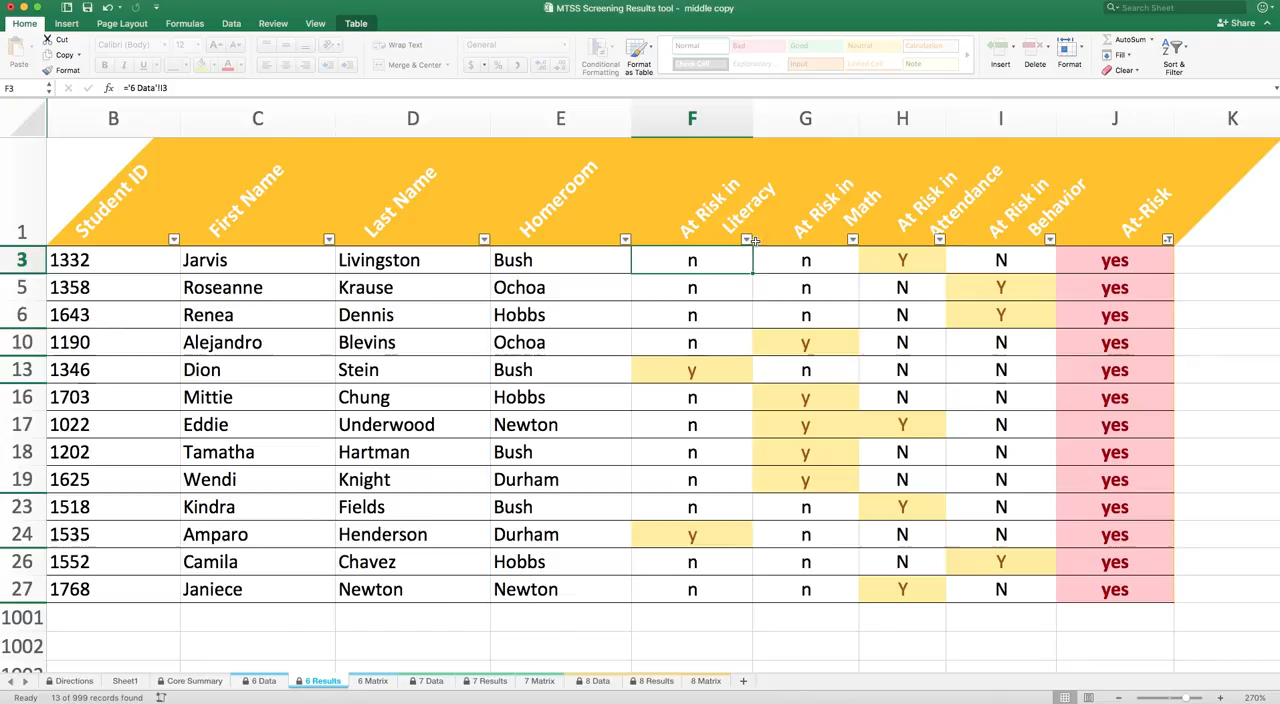 MTSS Screening Results tool - middle copy
Search Sheet
Home Insert Page Layout Formulas Data Review View Table
Share
Paste
Cut
Copy
Format
Calibri (Body) 12
B I U
Wrap Text
Merge & Center
General
Conditional Formatting
Format as Table
Normal Bad Good Neutral Calculation
Check Cell Explanatory... Input Linked Cell Note
Insert Delete Format
AutoSum
Fill
Clear
Sort & Filter
F3 fx ='6 Data'!I3
B C D E F G H I J K
1 Student ID First Name Last Name Homeroom At Risk in Literacy At Risk in Math At Risk in Attendance At Risk in Behavior At-Risk
3 1332 Jarvis Livingston Bush n n Y N yes
5 1358 Roseanne Krause Ochoa n n N Y yes
6 1643 Renea Dennis Hobbs n n N Y yes
10 1190 Alejandro Blevins Ochoa n y N N yes
13 1346 Dion Stein Bush y n N N yes
16 1703 Mittie Chung Hobbs n y N N yes
17 1022 Eddie Underwood Newton n y Y N yes
18 1202 Tamatha Hartman Bush n y N N yes
19 1625 Wendi Knight Durham n y N N yes
23 1518 Kindra Fields Bush n n Y N yes
24 1535 Amparo Henderson Durham y n N N yes
26 1552 Camila Chavez Hobbs n n N Y yes
27 1768 Janiece Newton Newton n n Y N yes
1001
1002
Directions Sheet1 Core Summary 6 Data 6 Results 6 Matrix 7 Data 7 Results 7 Matrix 8 Data 8 Results 8 Matrix +
Ready 13 of 999 records found 270%